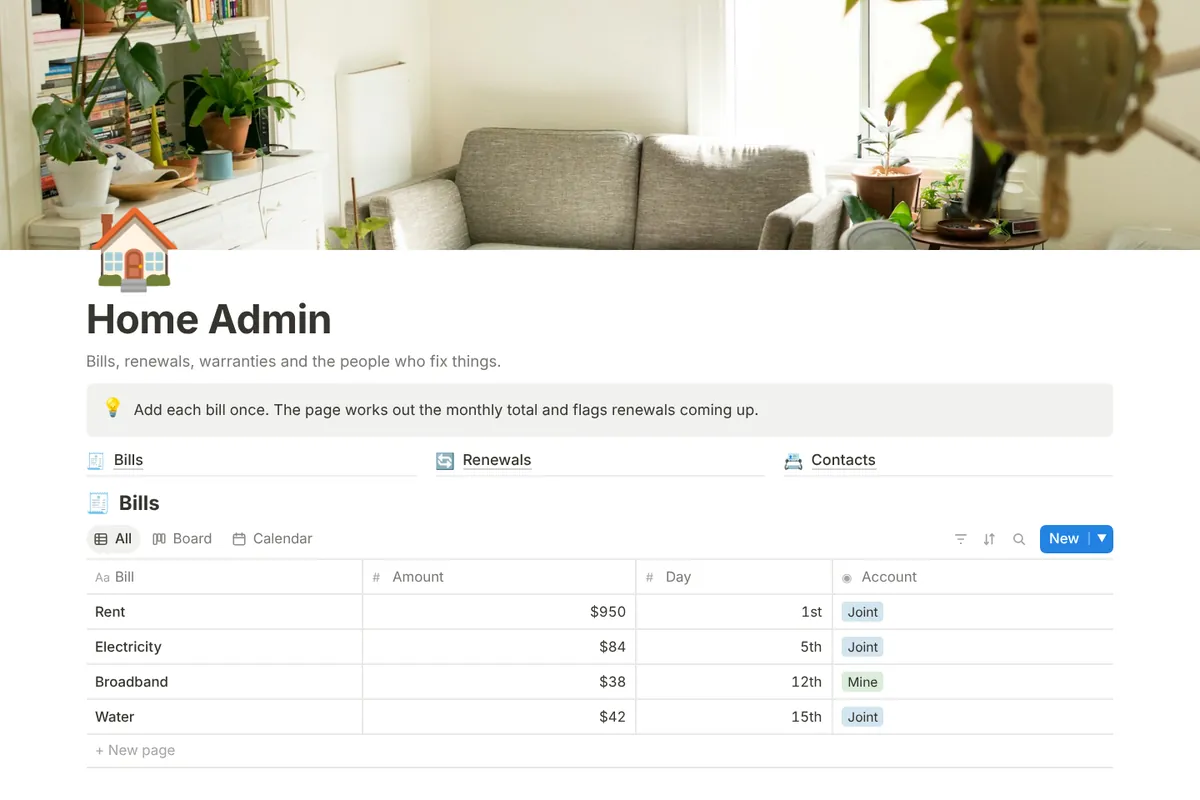 Home Admin
Bills, renewals, warranties and the people who fix things.
Add each bill once. The page works out the monthly total and flags renewals coming up.
Bills Renewals Contacts
Bills
All Board Calendar New
Aa Bill # Amount # Day Account
Rent $950 1st Joint
Electricity $84 5th Joint
Broadband $38 12th Mine
Water $42 15th Joint
+ New page